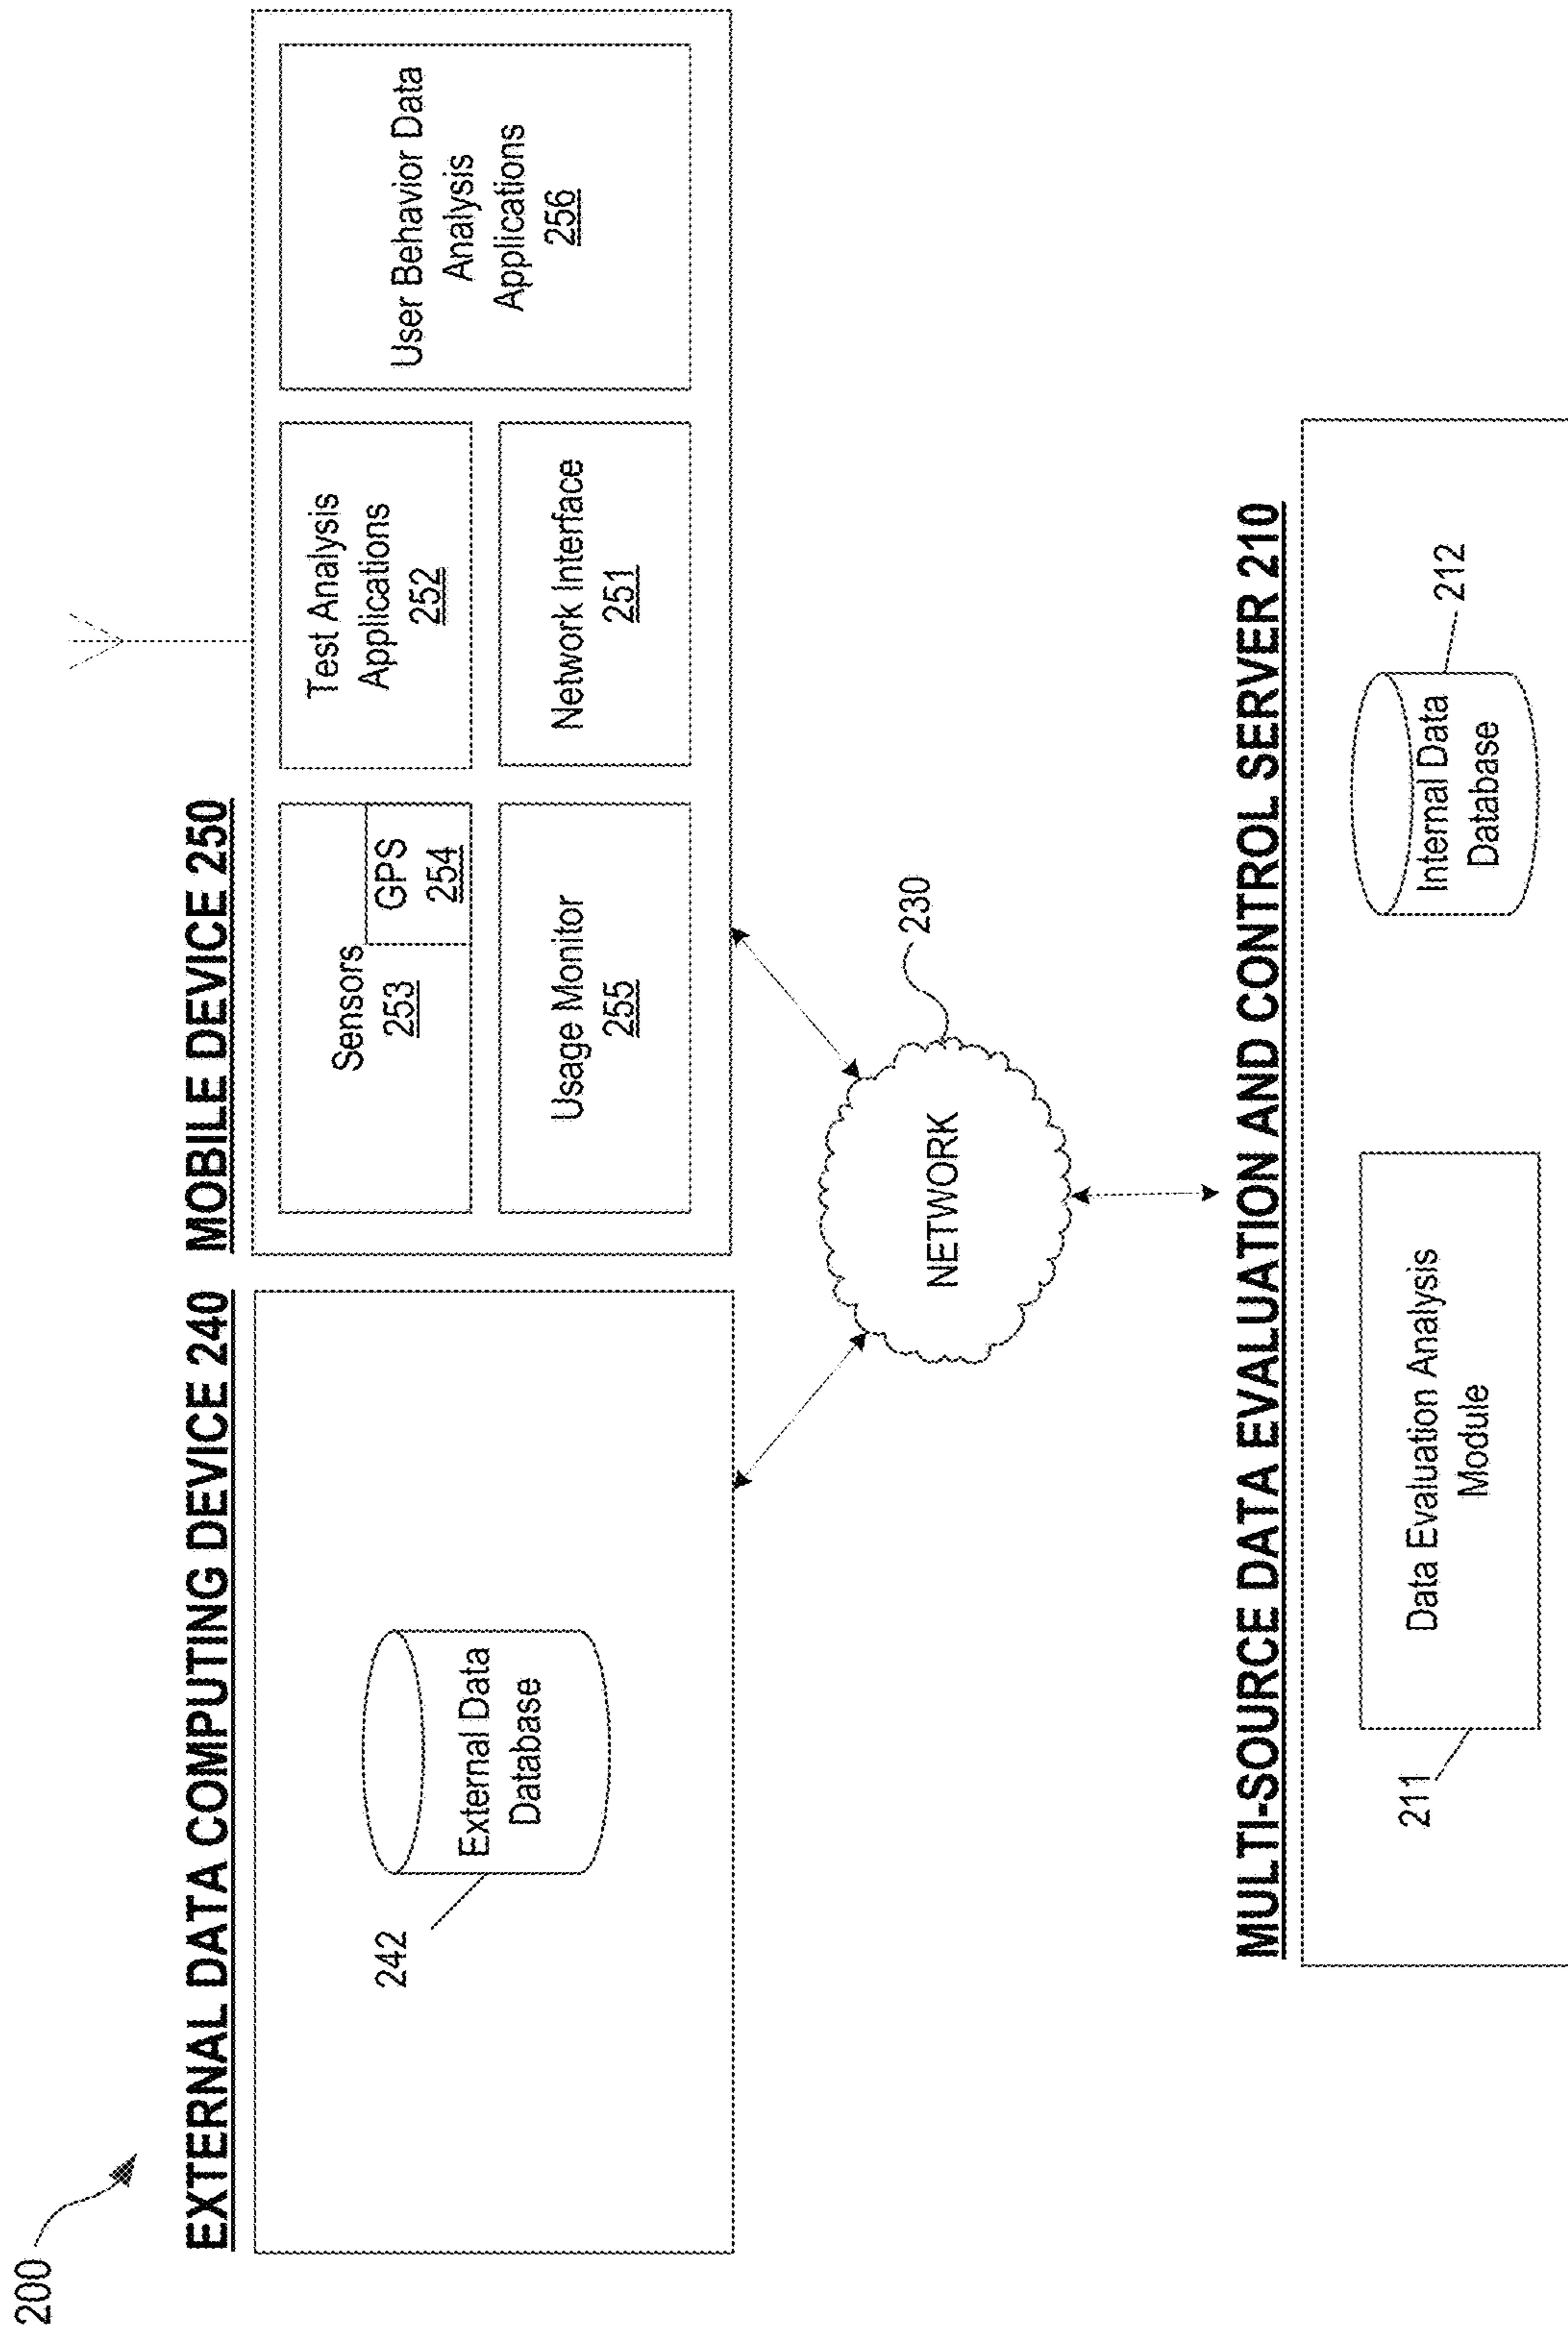 200
EXTERNAL DATA COMPUTING DEVICE 240
242
External Data
Database
MOBILE DEVICE 250
Sensors
253
GPS
254
Test Analysis
Applications
252
User Behavior Data
Analysis
Applications
256
Usage Monitor
255
Network Interface
251
NETWORK
230
MULTI-SOURCE DATA EVALUATION AND CONTROL SERVER 210
211
Data Evaluation Analysis
Module
Internal Data
Database
212